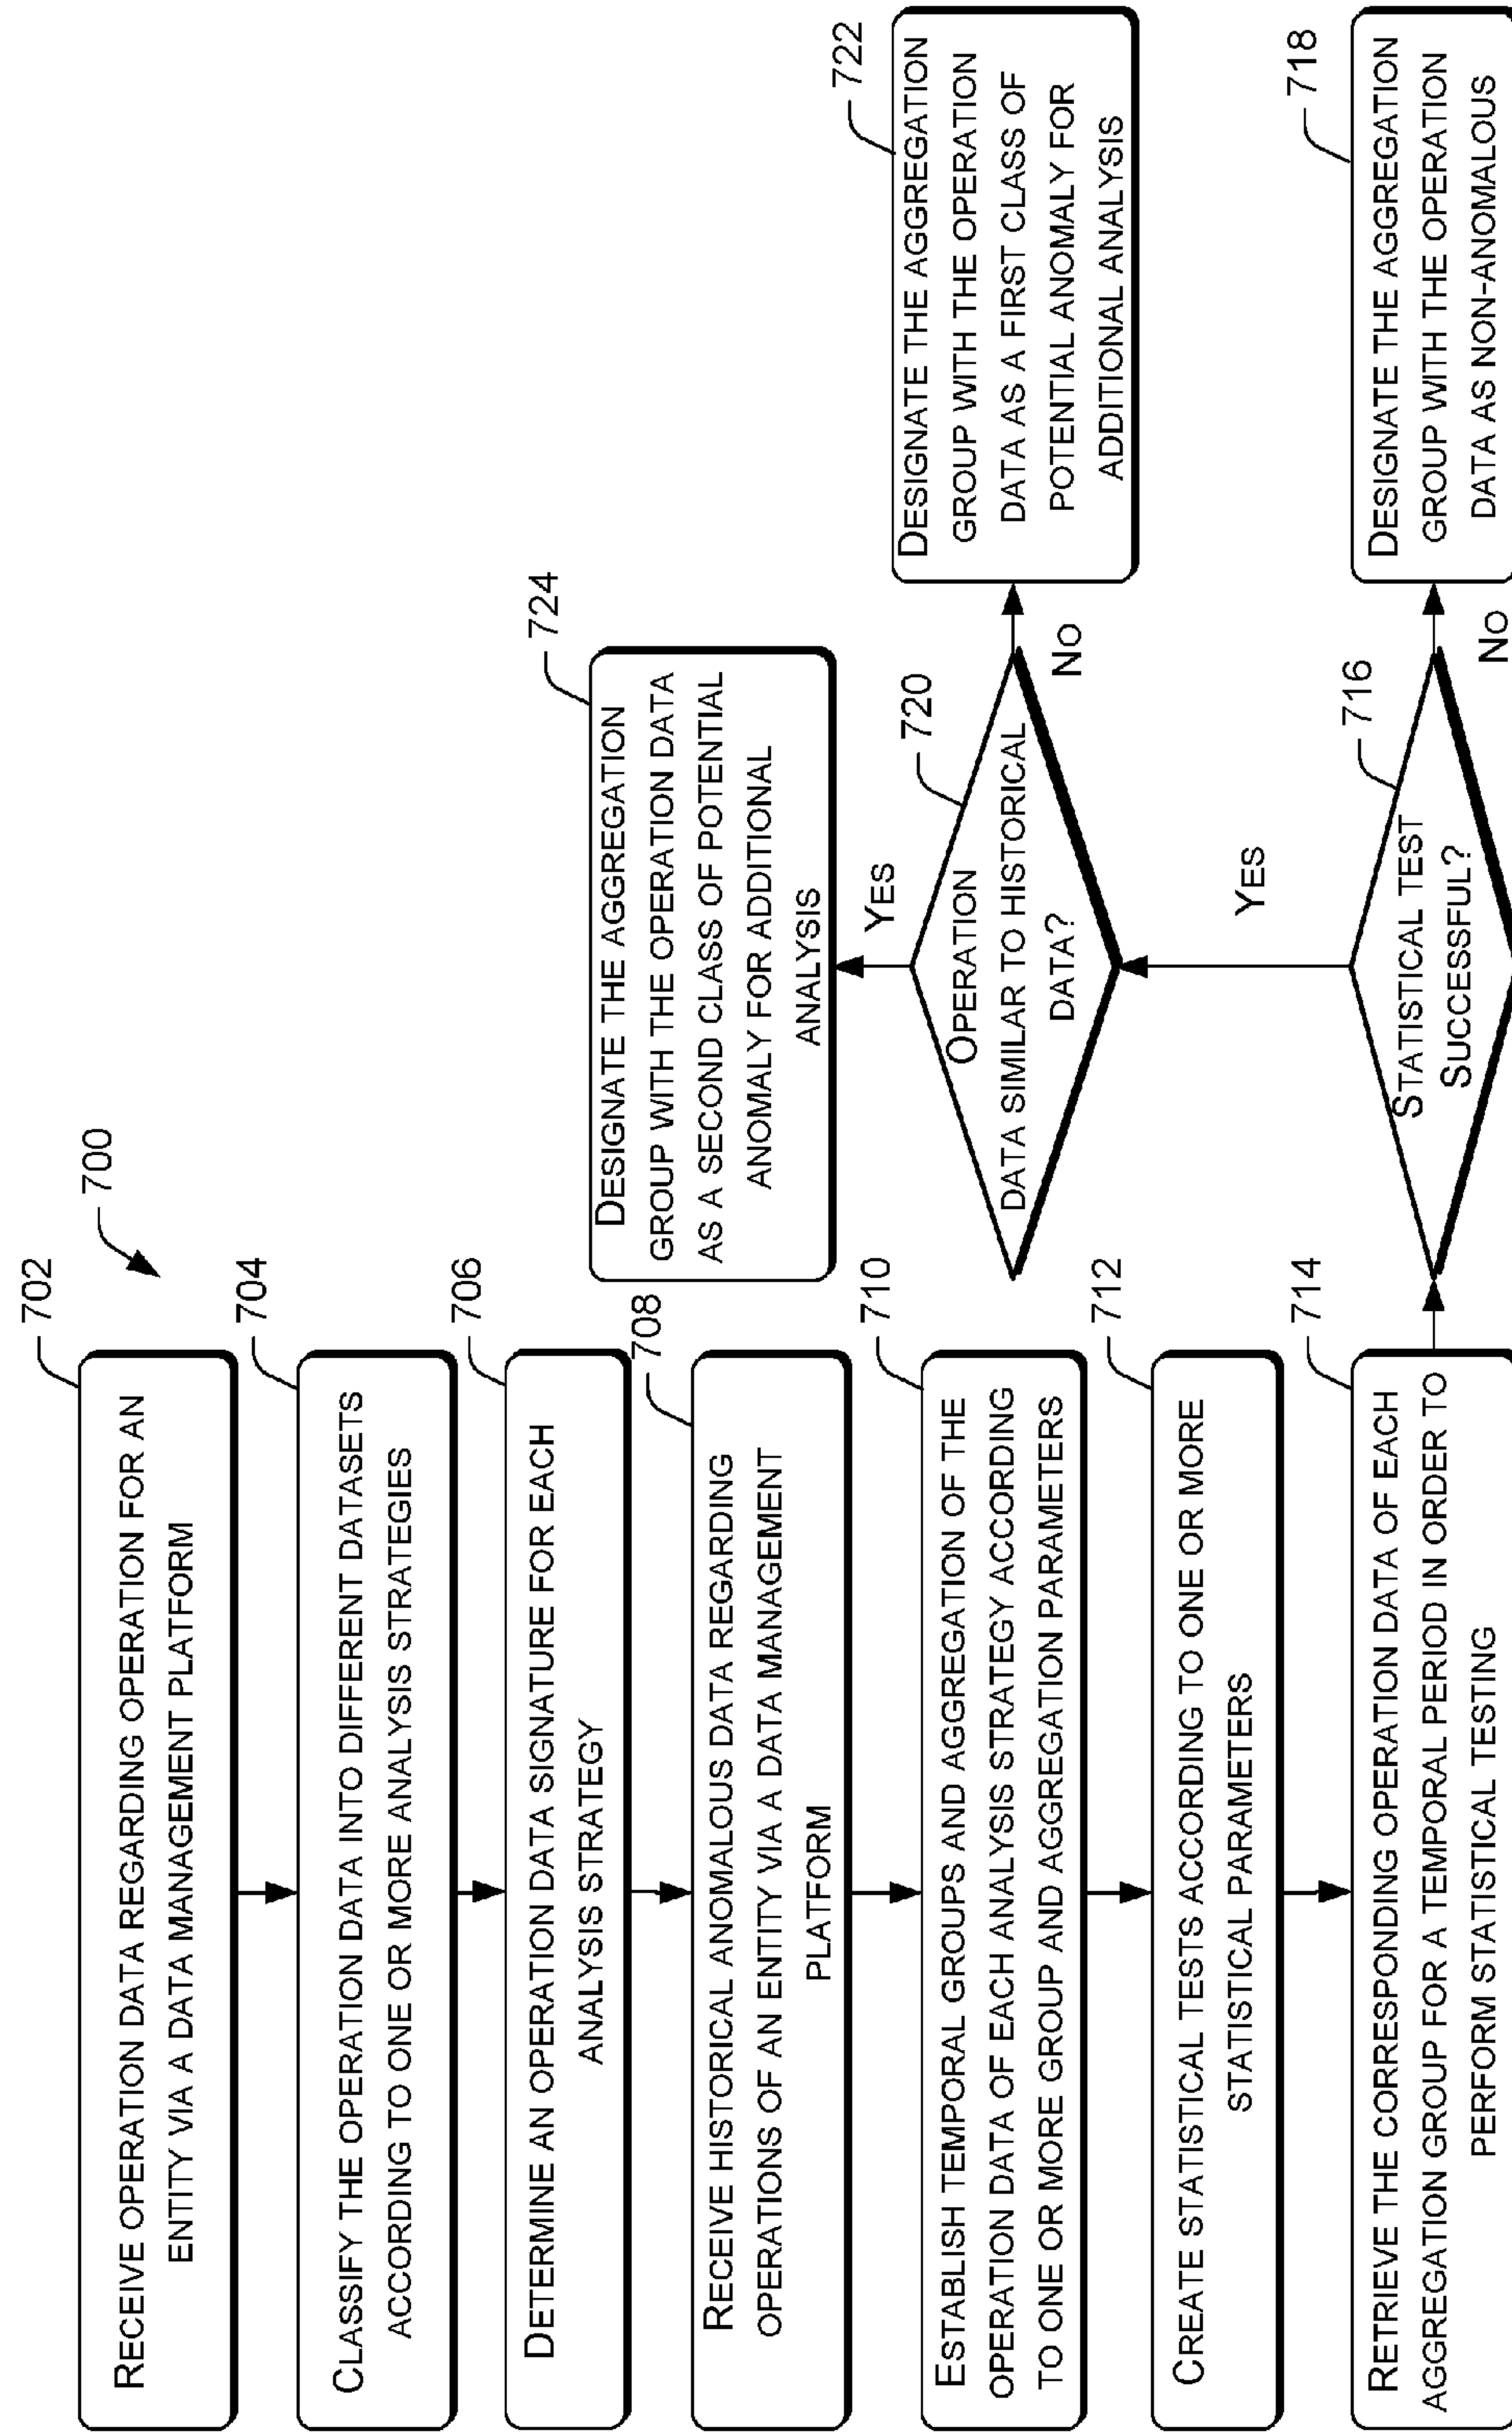 700
702
RECEIVE OPERATION DATA REGARDING OPERATION FOR AN
ENTITY VIA A DATA MANAGEMENT PLATFORM
704
CLASSIFY THE OPERATION DATA INTO DIFFERENT DATASETS
ACCORDING TO ONE OR MORE ANALYSIS STRATEGIES
706
DETERMINE AN OPERATION DATA SIGNATURE FOR EACH
ANALYSIS STRATEGY
708
RECEIVE HISTORICAL ANOMALOUS DATA REGARDING
OPERATIONS OF AN ENTITY VIA A DATA MANAGEMENT
PLATFORM
710
ESTABLISH TEMPORAL GROUPS AND AGGREGATION OF THE
OPERATION DATA OF EACH ANALYSIS STRATEGY ACCORDING
TO ONE OR MORE GROUP AND AGGREGATION PARAMETERS
712
CREATE STATISTICAL TESTS ACCORDING TO ONE OR MORE
STATISTICAL PARAMETERS
714
RETRIEVE THE CORRESPONDING OPERATION DATA OF EACH
AGGREGATION GROUP FOR A TEMPORAL PERIOD IN ORDER TO
PERFORM STATISTICAL TESTING
716
STATISTICAL TEST
SUCCESSFUL?
NO
718
DESIGNATE THE AGGREGATION
GROUP WITH THE OPERATION
DATA AS NON-ANOMALOUS
YES
720
OPERATION
DATA SIMILAR TO HISTORICAL
DATA?
NO
722
DESIGNATE THE AGGREGATION
GROUP WITH THE OPERATION
DATA AS A FIRST CLASS OF
POTENTIAL ANOMALY FOR
ADDITIONAL ANALYSIS
YES
724
DESIGNATE THE AGGREGATION
GROUP WITH THE OPERATION DATA
AS A SECOND CLASS OF POTENTIAL
ANOMALY FOR ADDITIONAL
ANALYSIS